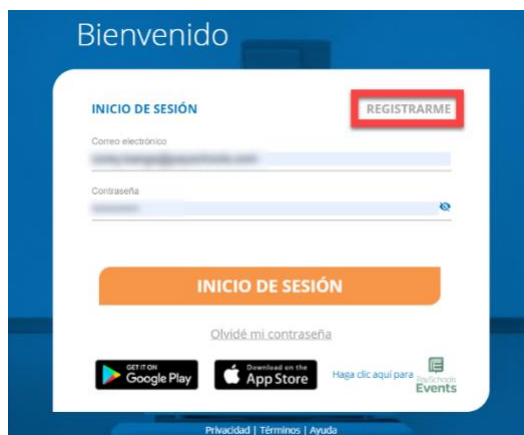 Bienvenido
INICIO DE SESIÓN
REGISTRARME
Correo electrónico
Contraseña
INICIO DE SESIÓN
Olvidé mi contraseña
GET IT ON
Google Play
Download on the
App Store
Haga clic aquí para
PaySchools
Events
Privacidad | Términos | Ayuda